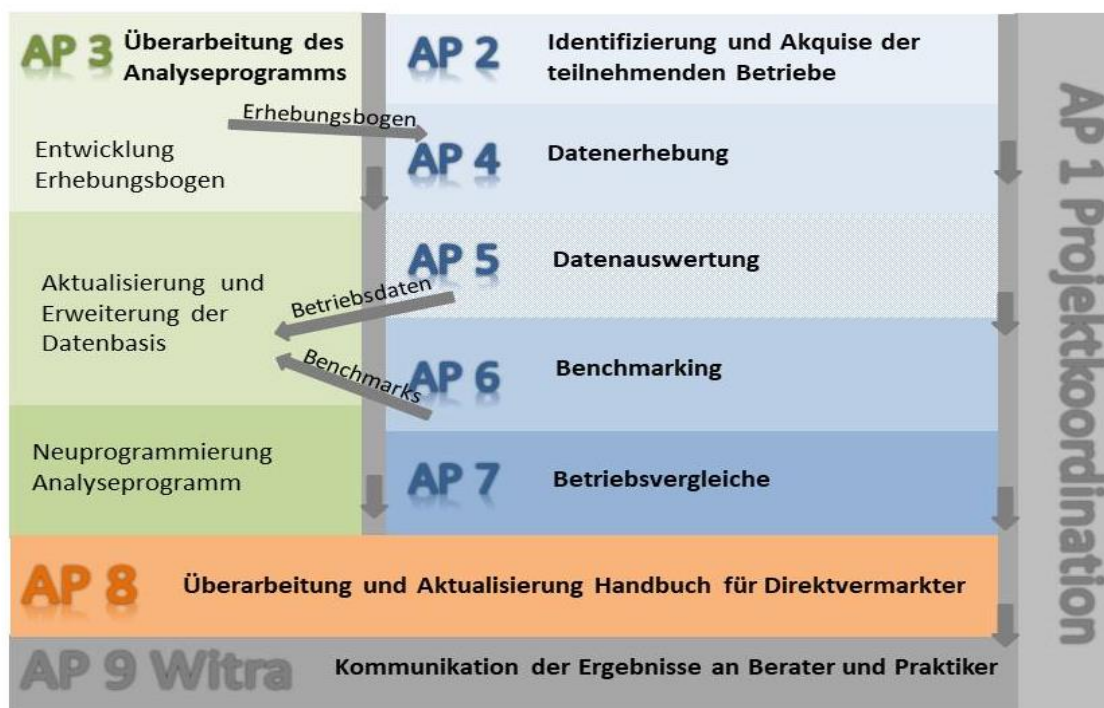 AP 3 Überarbeitung des
Analyseprogramms
Entwicklung
Erhebungsbogen
Erhebungsbogen
Aktualisierung und
Erweiterung der
Datenbasis
Betriebsdaten
Benchmarks
Neuprogrammierung
Analyseprogramm
AP 2 Identifizierung und Akquise der
teilnehmenden Betriebe
AP 4 Datenerhebung
AP 5 Datenauswertung
AP 6 Benchmarking
AP 7 Betriebsvergleiche
AP 8 Überarbeitung und Aktualisierung Handbuch für Direktvermarkter
AP 9 Witra Kommunikation der Ergebnisse an Berater und Praktiker
AP 1 Projektkoordination